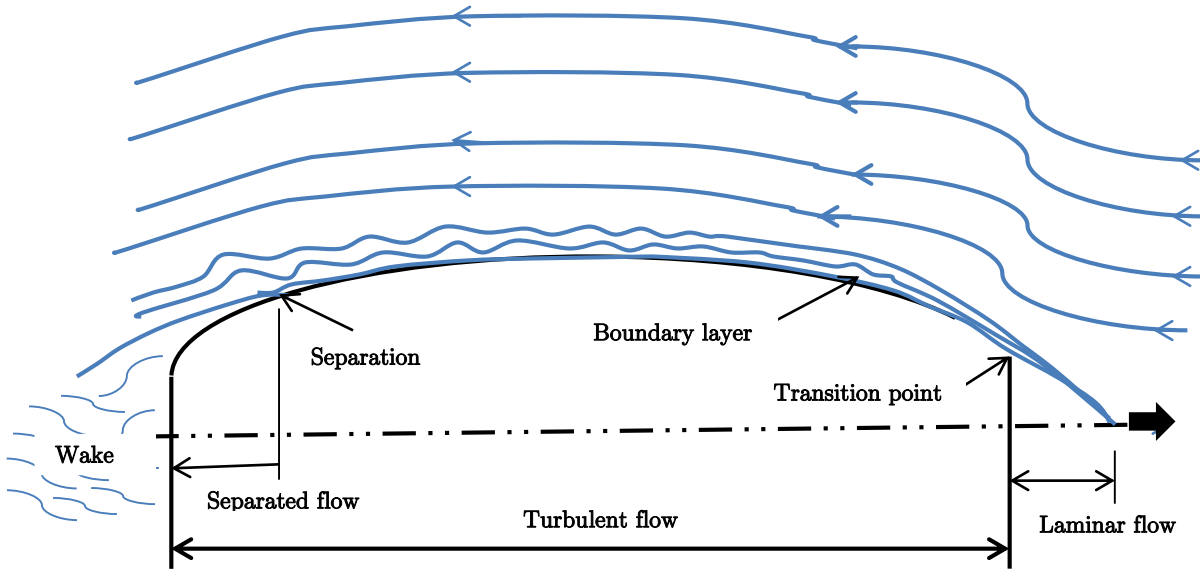 Boundary layer
Separation
Transition point
Wake
Separated flow
Turbulent flow
Laminar flow